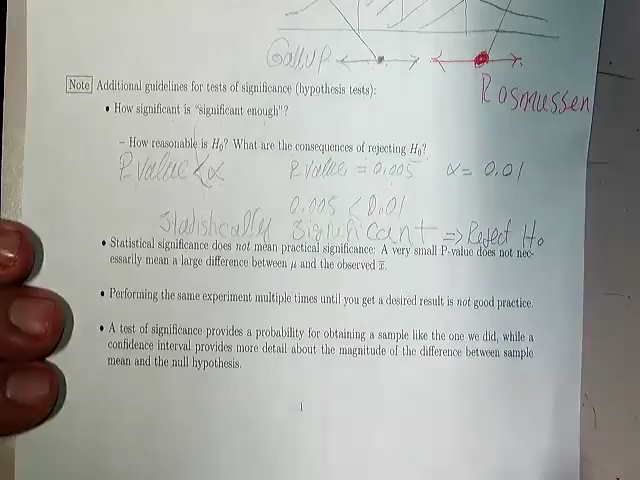 Gallup
Rasmussen
Note Additional guidelines for tests of significance (hypothesis tests):
• How significant is "significant enough"?
– How reasonable is H₀? What are the consequences of rejecting H₀?
P value < α P value = 0.005 α = 0.01
0.005 < 0.01
Statistically significant ⇒ Reject H₀
• Statistical significance does not mean practical significance: A very small P-value does not nec-
essarily mean a large difference between μ and the observed x̅.
• Performing the same experiment multiple times until you get a desired result is not good practice.
• A test of significance provides a probability for obtaining a sample like the one we did, while a
confidence interval provides more detail about the magnitude of the difference between sample
mean and the null hypothesis.
1